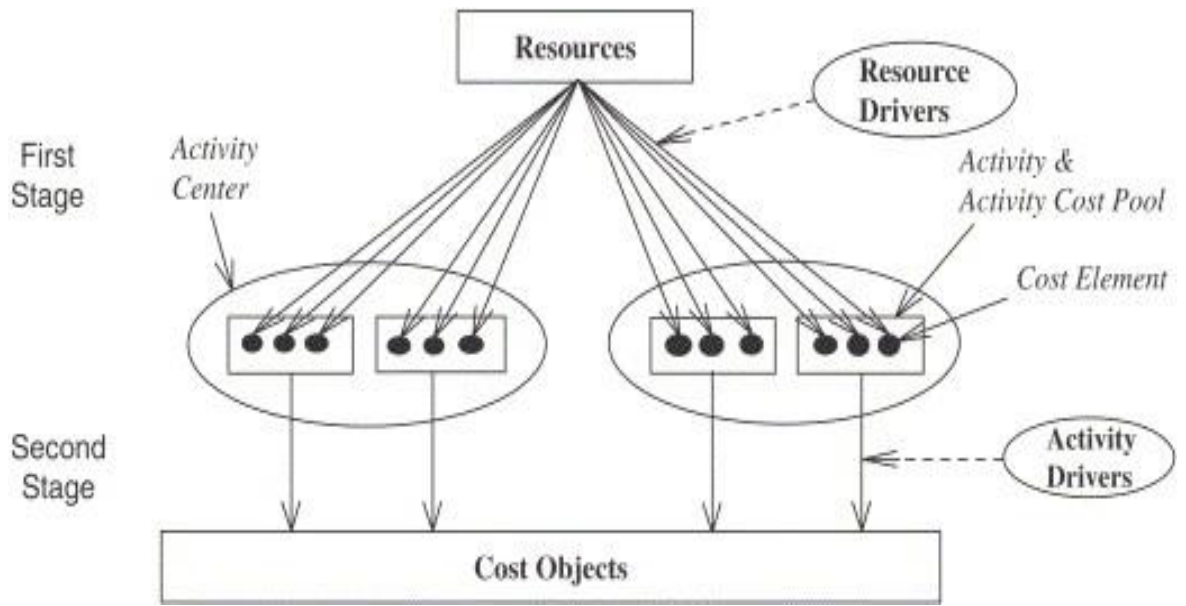 Resources
Resource
Drivers
First
Stage
Activity
Center
Activity &
Activity Cost Pool
Cost Element
Second
Stage
Activity
Drivers
Cost Objects